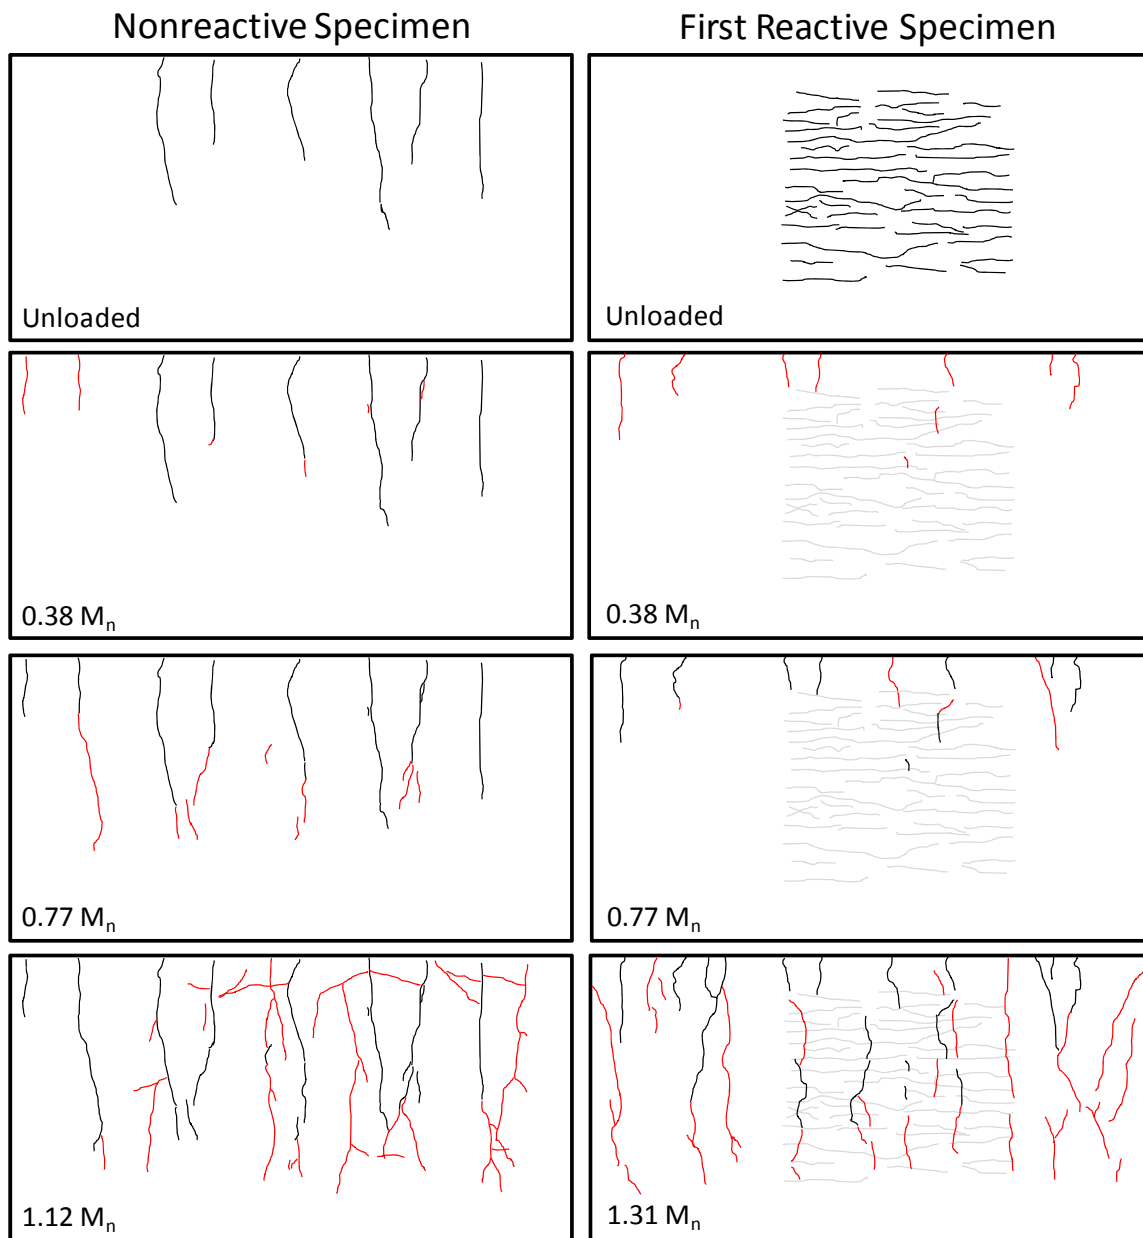 Nonreactive Specimen
First Reactive Specimen
Unloaded
Unloaded
0.38 Mₙ
0.38 Mₙ
0.77 Mₙ
0.77 Mₙ
1.12 Mₙ
1.31 Mₙ